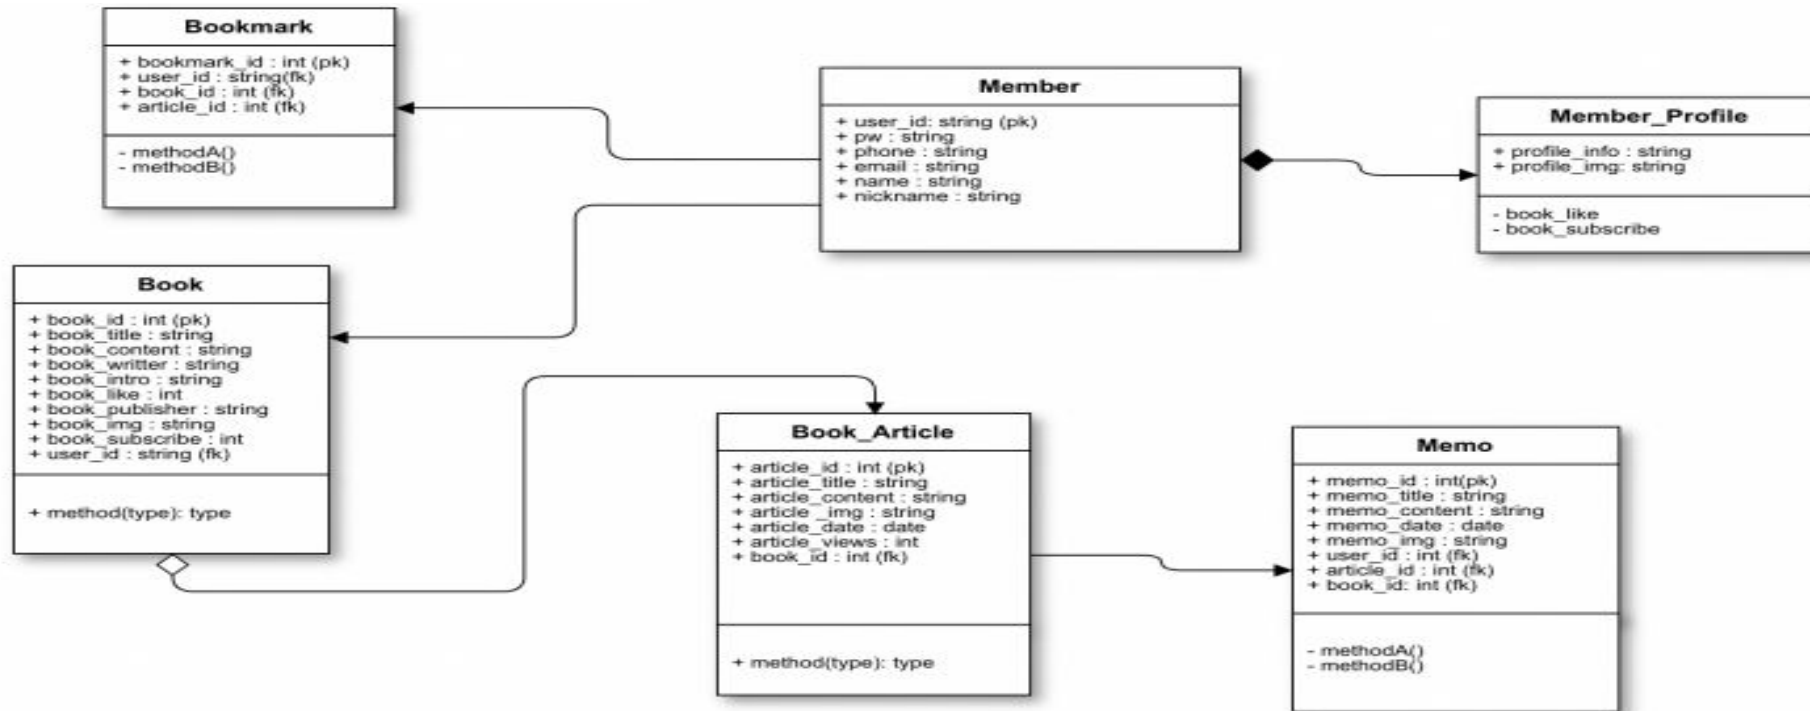 Bookmark
+ bookmark_id : int (pk)
+ user_id : string(fk)
+ book_id : int (fk)
+ article_id : int (fk)
- methodA()
- methodB()
Member
+ user_id: string (pk)
+ pw : string
+ phone : string
+ email : string
+ name : string
+ nickname : string
Member_Profile
+ profile_info : string
+ profile_img: string
- book_like
- book_subscribe
Book
+ book_id : int (pk)
+ book_title : string
+ book_content : string
+ book_writter : string
+ book_intro : string
+ book_like : int
+ book_publisher : string
+ book_img : string
+ book_subscribe : int
+ user_id : string (fk)
+ method(type): type
Book_Article
+ article_id : int (pk)
+ article_title : string
+ article_content : string
+ article _img : string
+ article_date : date
+ article_views : int
+ book_id : int (fk)
+ method(type): type
Memo
+ memo_id : int(pk)
+ memo_title : string
+ memo_content : string
+ memo_date : date
+ memo_img : string
+ user_id : int (fk)
+ article_id : int (fk)
+ book_id: int (fk)
- methodA()
- methodB()